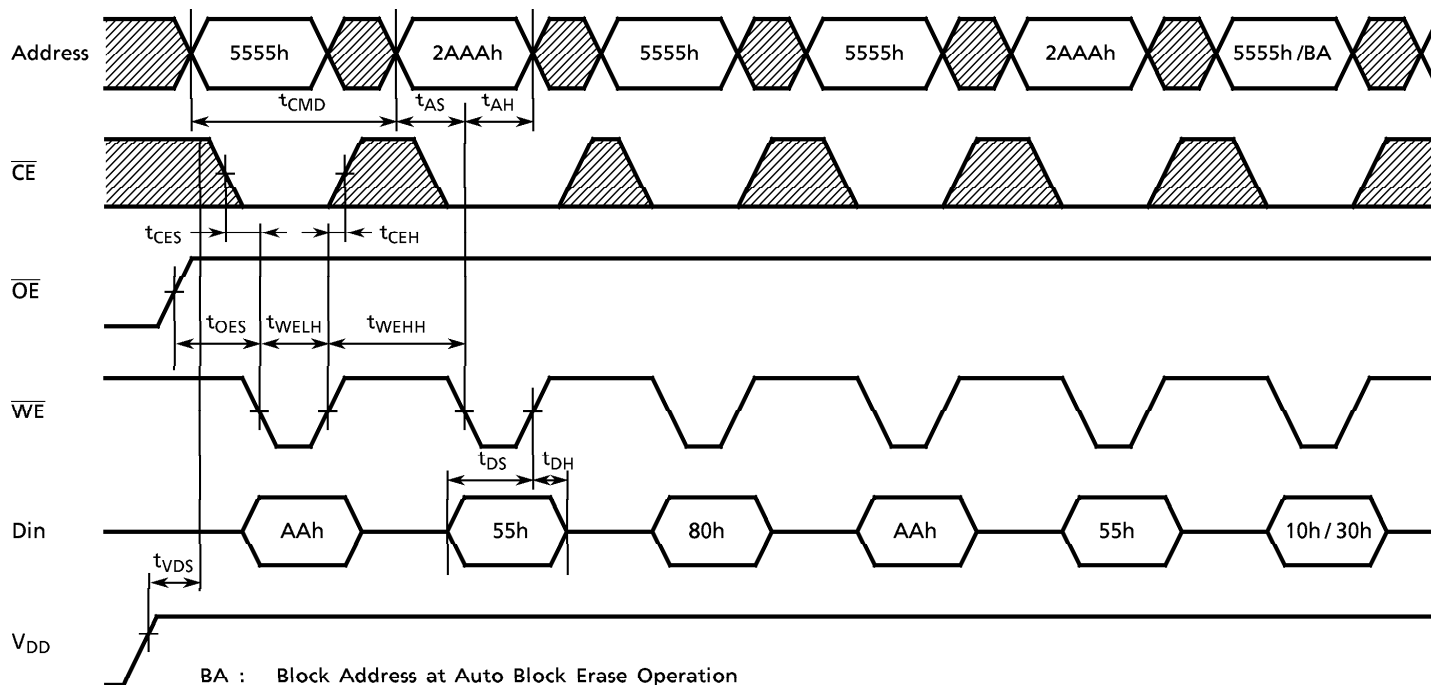 Address 5555h 2AAAh 5555h 5555h 2AAAh 5555h /BA
tCMD tAS tAH
CE
tCES tCEH
OE
tOES tWELH tWEHH
WE
tDS tDH
Din AAh 55h 80h AAh 55h 10h / 30h
tVDS
VDD
BA : Block Address at Auto Block Erase Operation